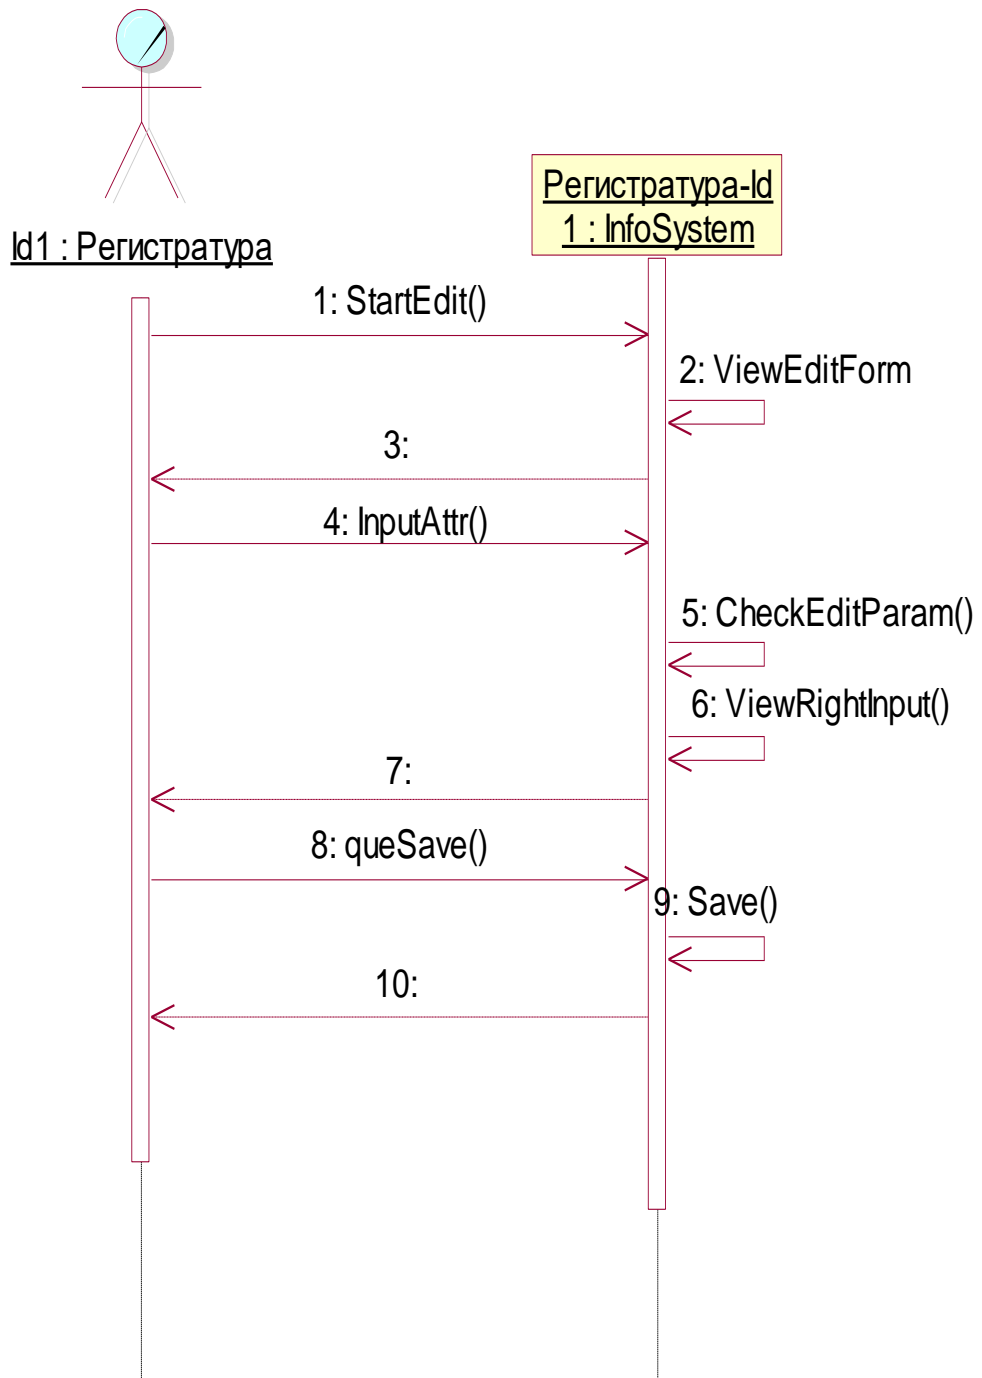 Регистратура-Id
1 : InfoSystem
Id1 : Регистратура
1: StartEdit()
2: ViewEditForm
3:
4: InputAttr()
5: CheckEditParam()
6: ViewRightInput()
7:
8: queSave()
9: Save()
10: